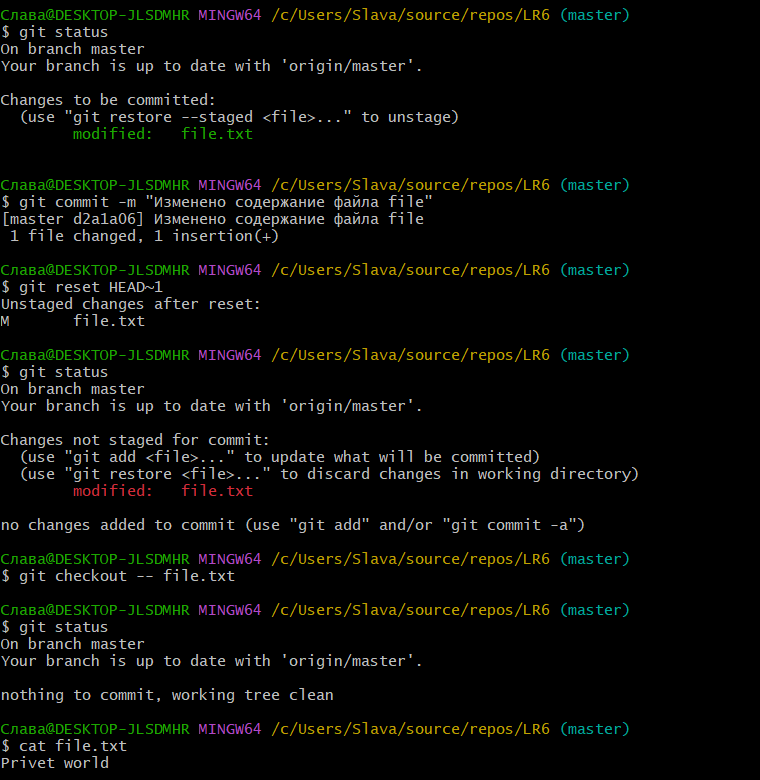 Слава@DESKTOP-JLSDMHR MINGW64 /c/Users/Slava/source/repos/LR6 (master)
$ git status
On branch master
Your branch is up to date with 'origin/master'.
Changes to be committed:
  (use "git restore --staged <file>..." to unstage)
        modified:   file.txt
Слава@DESKTOP-JLSDMHR MINGW64 /c/Users/Slava/source/repos/LR6 (master)
$ git commit -m "Изменено содержание файла file"
[master d2a1a06] Изменено содержание файла file
 1 file changed, 1 insertion(+)
Слава@DESKTOP-JLSDMHR MINGW64 /c/Users/Slava/source/repos/LR6 (master)
$ git reset HEAD~1
Unstaged changes after reset:
M       file.txt
Слава@DESKTOP-JLSDMHR MINGW64 /c/Users/Slava/source/repos/LR6 (master)
$ git status
On branch master
Your branch is up to date with 'origin/master'.
Changes not staged for commit:
  (use "git add <file>..." to update what will be committed)
  (use "git restore <file>..." to discard changes in working directory)
        modified:   file.txt
no changes added to commit (use "git add" and/or "git commit -a")
Слава@DESKTOP-JLSDMHR MINGW64 /c/Users/Slava/source/repos/LR6 (master)
$ git checkout -- file.txt
Слава@DESKTOP-JLSDMHR MINGW64 /c/Users/Slava/source/repos/LR6 (master)
$ git status
On branch master
Your branch is up to date with 'origin/master'.
nothing to commit, working tree clean
Слава@DESKTOP-JLSDMHR MINGW64 /c/Users/Slava/source/repos/LR6 (master)
$ cat file.txt
Privet world